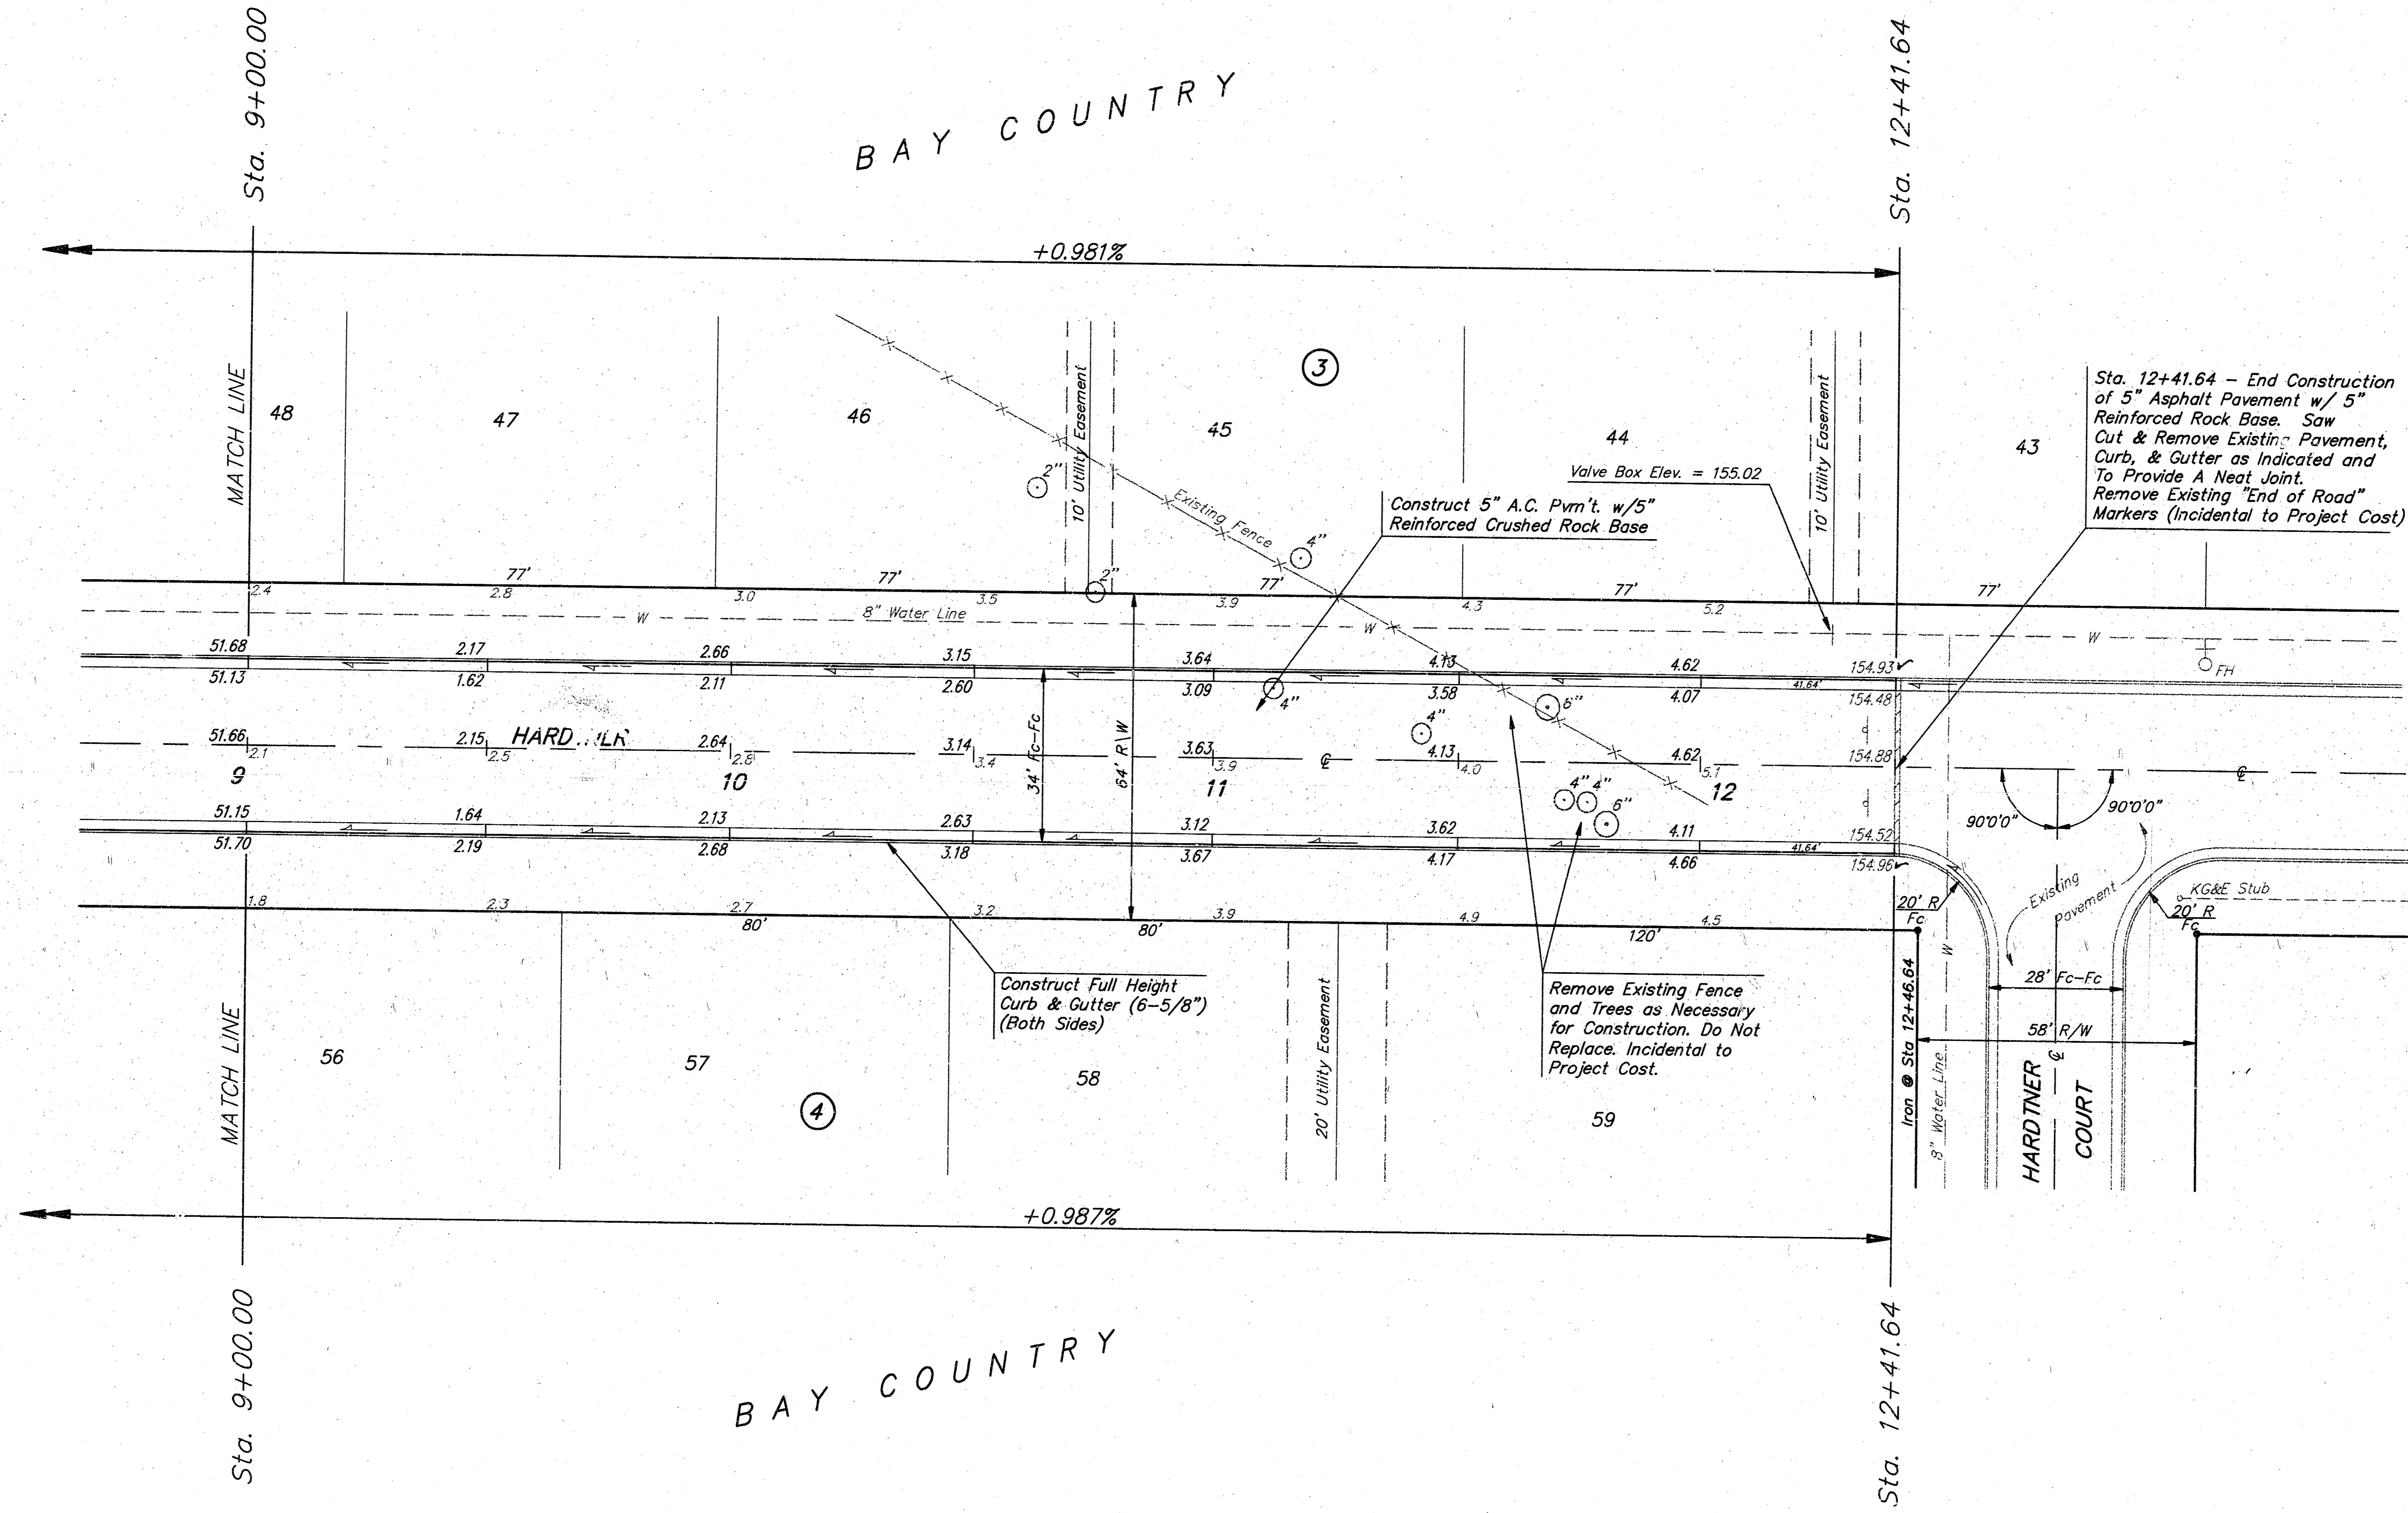 Sta. 9+00.00
Sta. 12+41.64
BAY COUNTRY
+0.981%
MATCH LINE
48
47
46
10' Utility Easement
45
3
44
10' Utility Easement
43
Sta. 12+41.64 - End Construction
of 5" Asphalt Pavement w/ 5"
Reinforced Rock Base. Saw
Cut & Remove Existing Pavement,
Curb, & Gutter as Indicated and
To Provide A Neat Joint.
Remove Existing "End of Road"
Markers (Incidental to Project Cost)
Valve Box Elev. = 155.02
2"
Existing Fence
4"
Construct 5" A.C. Pvm't. w/5"
Reinforced Crushed Rock Base
77' 77' 2" 77' 77' 77'
2.4 2.8 3.0 3.5 3.9 4.3 5.2
W 8" Water Line W W
FH
51.68 2.17 2.66 3.15 3.64 4.13 4.62 154.93
51.13 1.62 2.11 2.60 3.09 3.58 4.07 41.64' 154.48
4" 4" 6"
34' Fc-Fc
64' R\W
51.66 2.15 2.64 3.14 3.63 4.13 4.62 154.88
2.1 2.5 2.8 3.4 3.9 4.0 5.1
9 10 11 12
4" 4" 6"
90°0'0" 90°0'0"
51.15 1.64 2.13 2.63 3.12 3.62 4.11 154.52
51.70 2.19 2.68 3.18 3.67 4.17 4.66 41.64' 154.96
1.8 2.3 2.7 3.2 3.9 4.9 4.5
80' 80' 120'
20' R
Fc
Existing
Pavement
KG&E Stub
20' R
Fc
Construct Full Height
Curb & Gutter (6-5/8")
(Both Sides)
Remove Existing Fence
and Trees as Necessary
for Construction. Do Not
Replace. Incidental to
Project Cost.
20' Utility Easement
Iron @ Sta 12+46.64
8" Water Line
W
28' Fc-Fc
58' R/W
HARDTNER
COURT
MATCH LINE
56
57
58
59
4
+0.987%
Sta. 9+00.00
Sta. 12+41.64
BAY COUNTRY